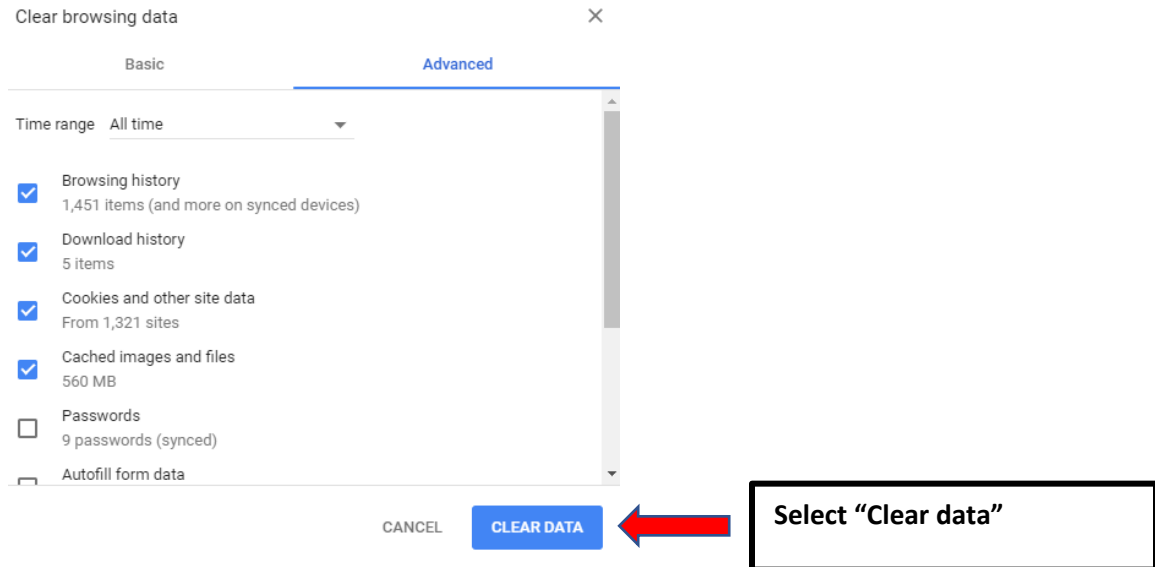 Clear browsing data
Basic Advanced
Time range All time
Browsing history
1,451 items (and more on synced devices)
Download history
5 items
Cookies and other site data
From 1,321 sites
Cached images and files
560 MB
Passwords
9 passwords (synced)
Autofill form data
CANCEL CLEAR DATA
Select “Clear data”